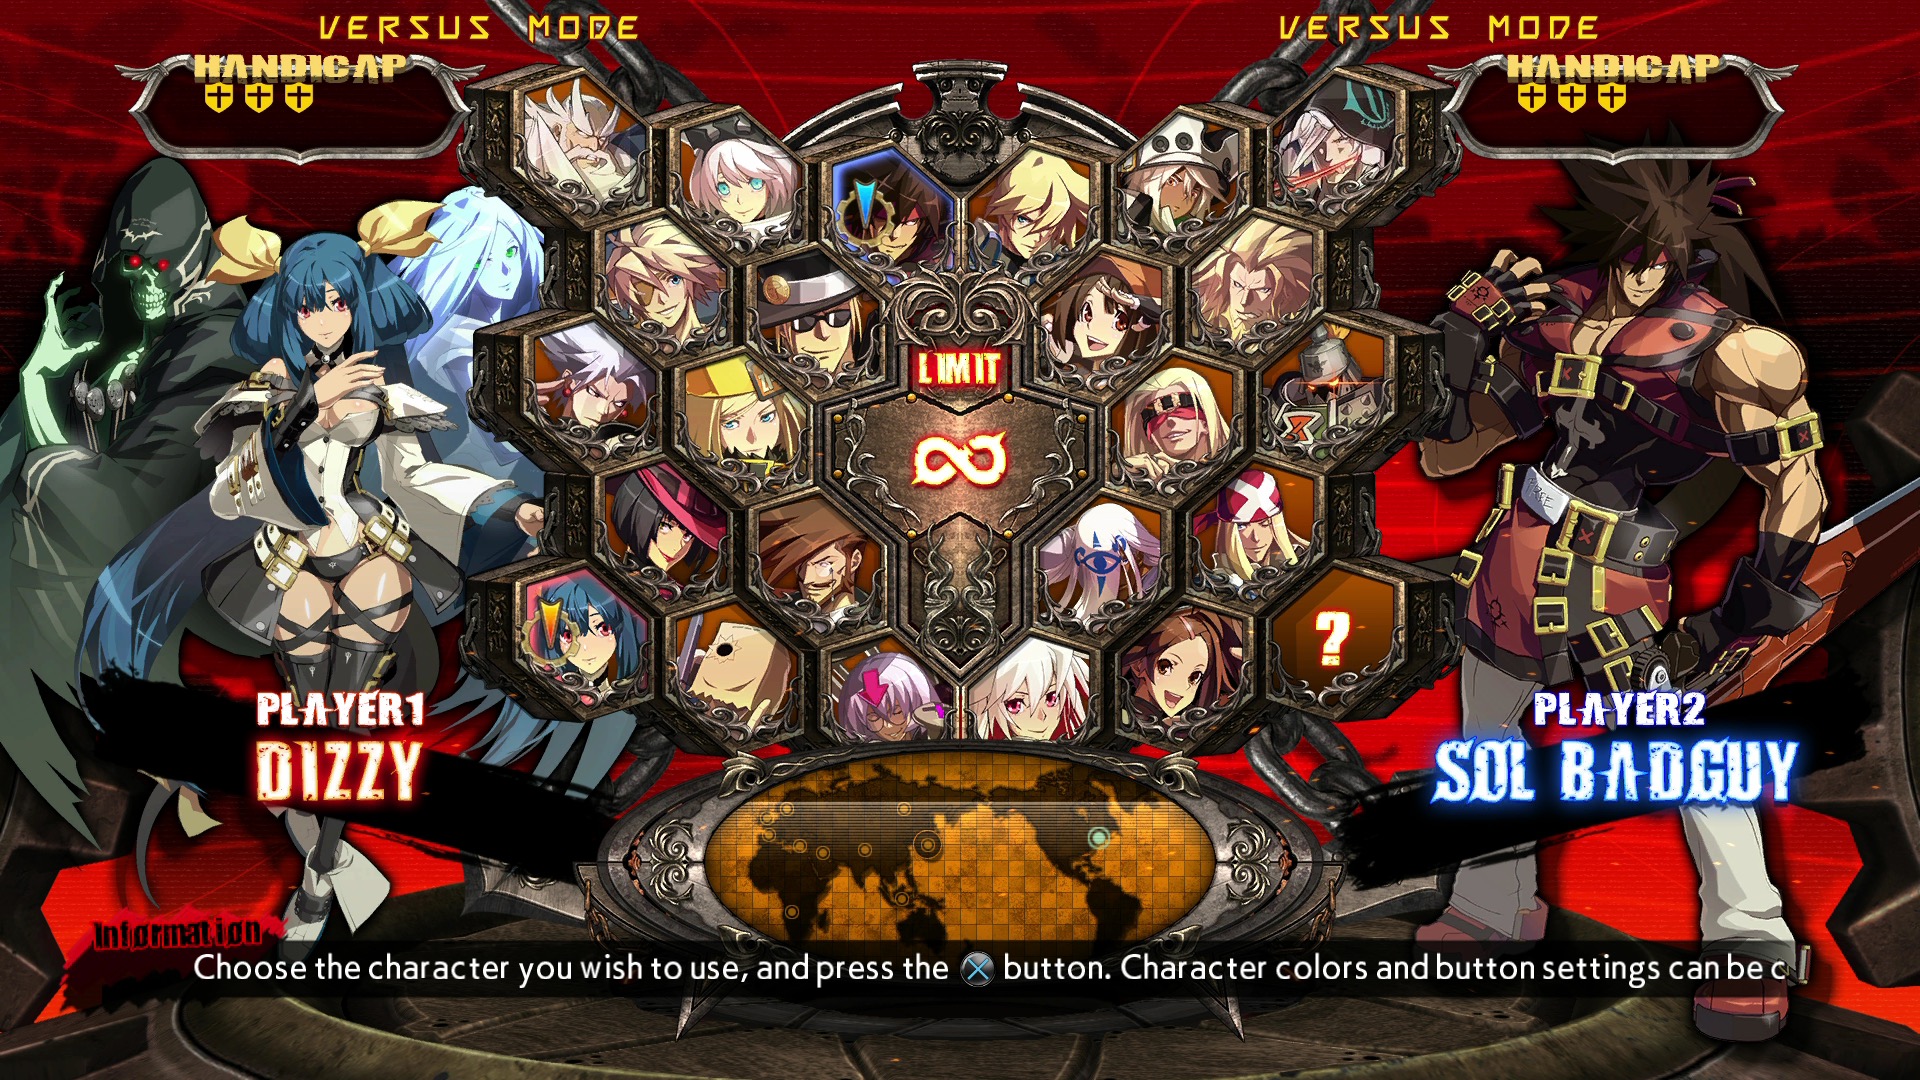 VERSUS MODE
VERSUS MODE
HANDICAP
HANDICAP
LIMIT
∞
?
PLAYER1
DIZZY
PLAYER2
SOL BADGUY
FREE
Information
Choose the character you wish to use, and press the ⓧ button. Character colors and button settings can be c